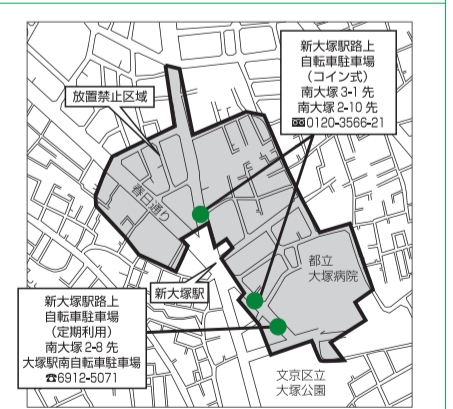 新大塚駅路上
自転車駐車場
(コイン式)
南大塚 3-1 先
南大塚 2-10 先
0120-3566-21
放置禁止区域
春日通り
都立
大塚病院
新大塚駅
新大塚駅路上
自転車駐車場
(定期利用)
南大塚 2-8 先
大塚駅南自転車駐車場
☎6912-5071
文京区立
大塚公園